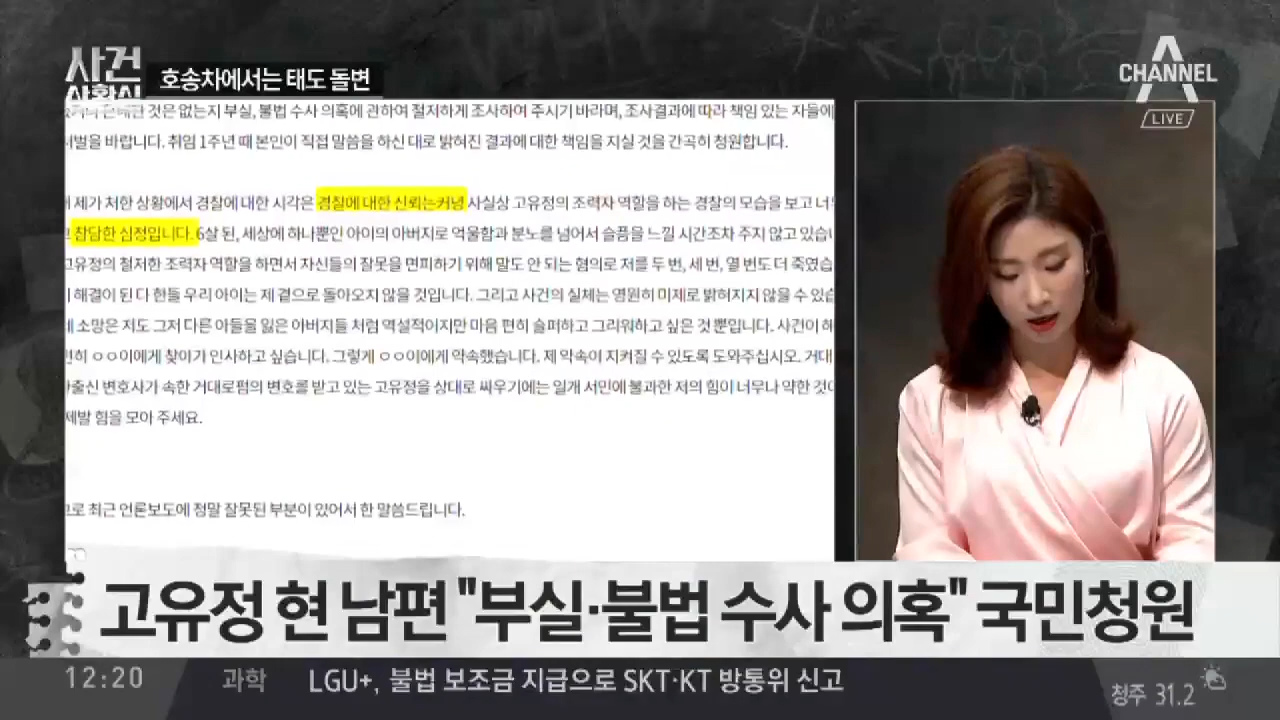 사건
상황실
호송차에서는 태도 돌변
CHANNEL A
LIVE
것은 없는지 부실, 불법 수사 의혹에 관하여 철저하게 조사하여 주시기 바라며, 조사결과에 따라 책임 있는 자들에
바랍니다. 취임 1주년 때 본인이 직접 말씀을 하신 대로 밝혀진 결과에 대한 책임을 지실 것을 간곡히 청원합니다.
제가 처한 상황에서 경찰에 대한 시각은 경찰에 대한 신뢰는커녕 사실상 고유정의 조력자 역할을 하는 경찰의 모습을 보고
참담한 심정입니다. 6살 된, 세상에 하나뿐인 아이의 아버지로 억울함과 분노를 넘어서 슬픔을 느낄 시간조차 주지 않고
고유정의 철저한 조력자 역할을 하면서 자신들의 잘못을 면피하기 위해 말도 안 되는 혐의로 저를 두 번, 세 번, 열 번도 더
해결이 된 다 한들 우리 아이는 제 곁으로 돌아오지 않을 것입니다. 그리고 사건의 실체는 영원히 미제로 밝혀지지 않을 수
소망은 저도 그저 다른 아들을 잃은 아버지들 처럼 역설적이지만 마음 편히 슬퍼하고 그리워하고 싶은 것 뿐입니다. 사건이
ㅇㅇ이에게 찾이가 인사하고 싶습니다. 그렇게 ㅇㅇ이에게 약속했습니다. 제 약속이 지켜질 수 있도록 도와주십시오. 거대
출신 변호사가 속한 거대로펌의 변호를 받고 있는 고유정을 상대로 싸우기에는 일개 서민에 불과한 저의 힘이 너무나 약한
제발 힘을 모아 주세요.
최근 언론보도에 정말 잘못된 부분이 있어서 한 말씀드립니다.
고유정 현 남편 "부실·불법 수사 의혹" 국민청원
12:20 과학 LGU+, 불법 보조금 지급으로 SKT·KT 방통위 신고
청주 31.2